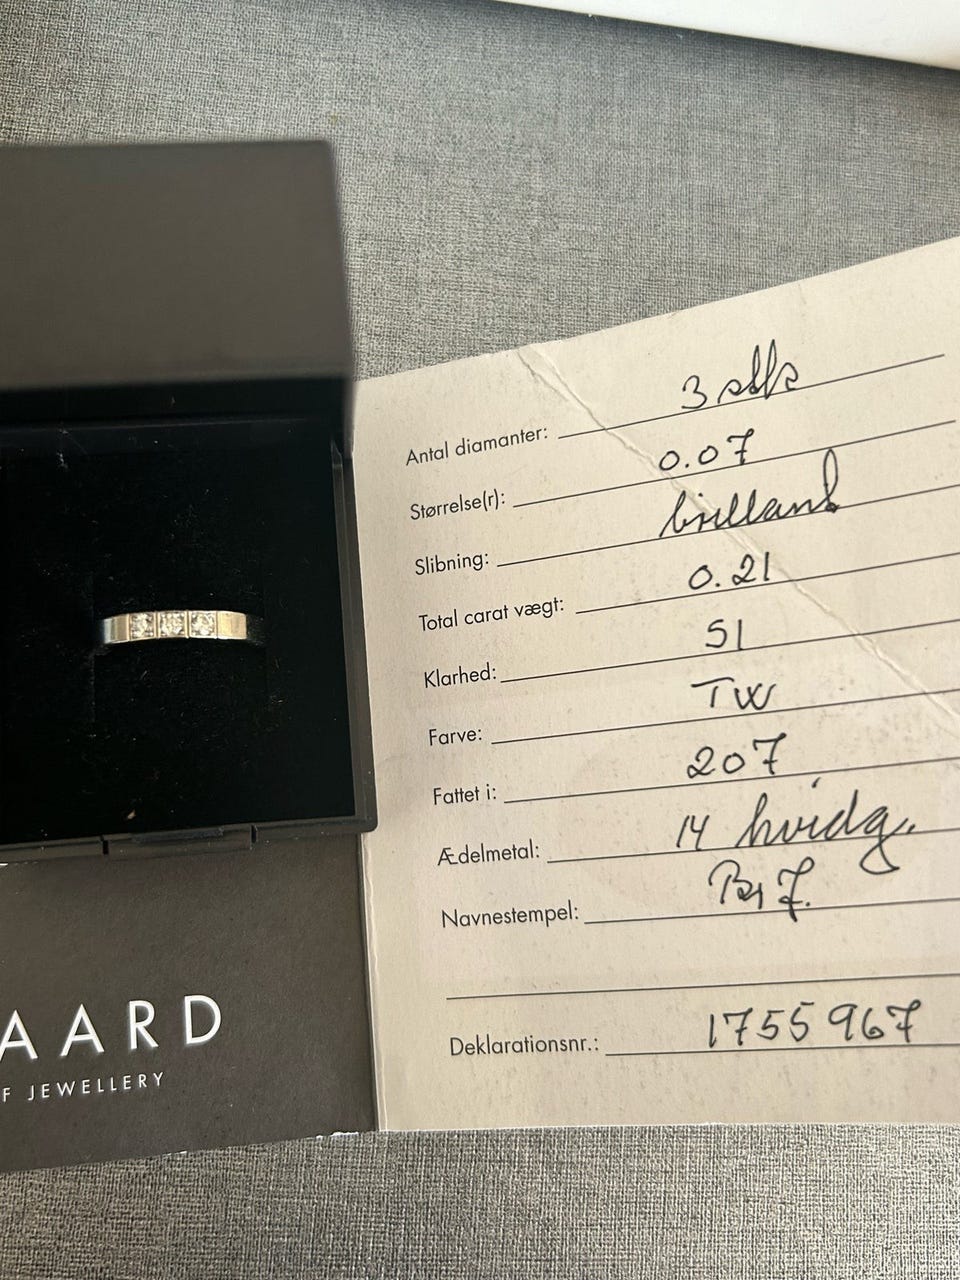 Antal diamanter: 3 stk
Størrelse(r): 0.07
Slibning: brillant
Total carat vægt: 0.21
Klarhed: SI
Farve: TW
Fattet i: 207
Ædelmetal: 14 hvidg.
Navnestempel:
Deklarationsnr.: 1755967
AARD
F JEWELLERY